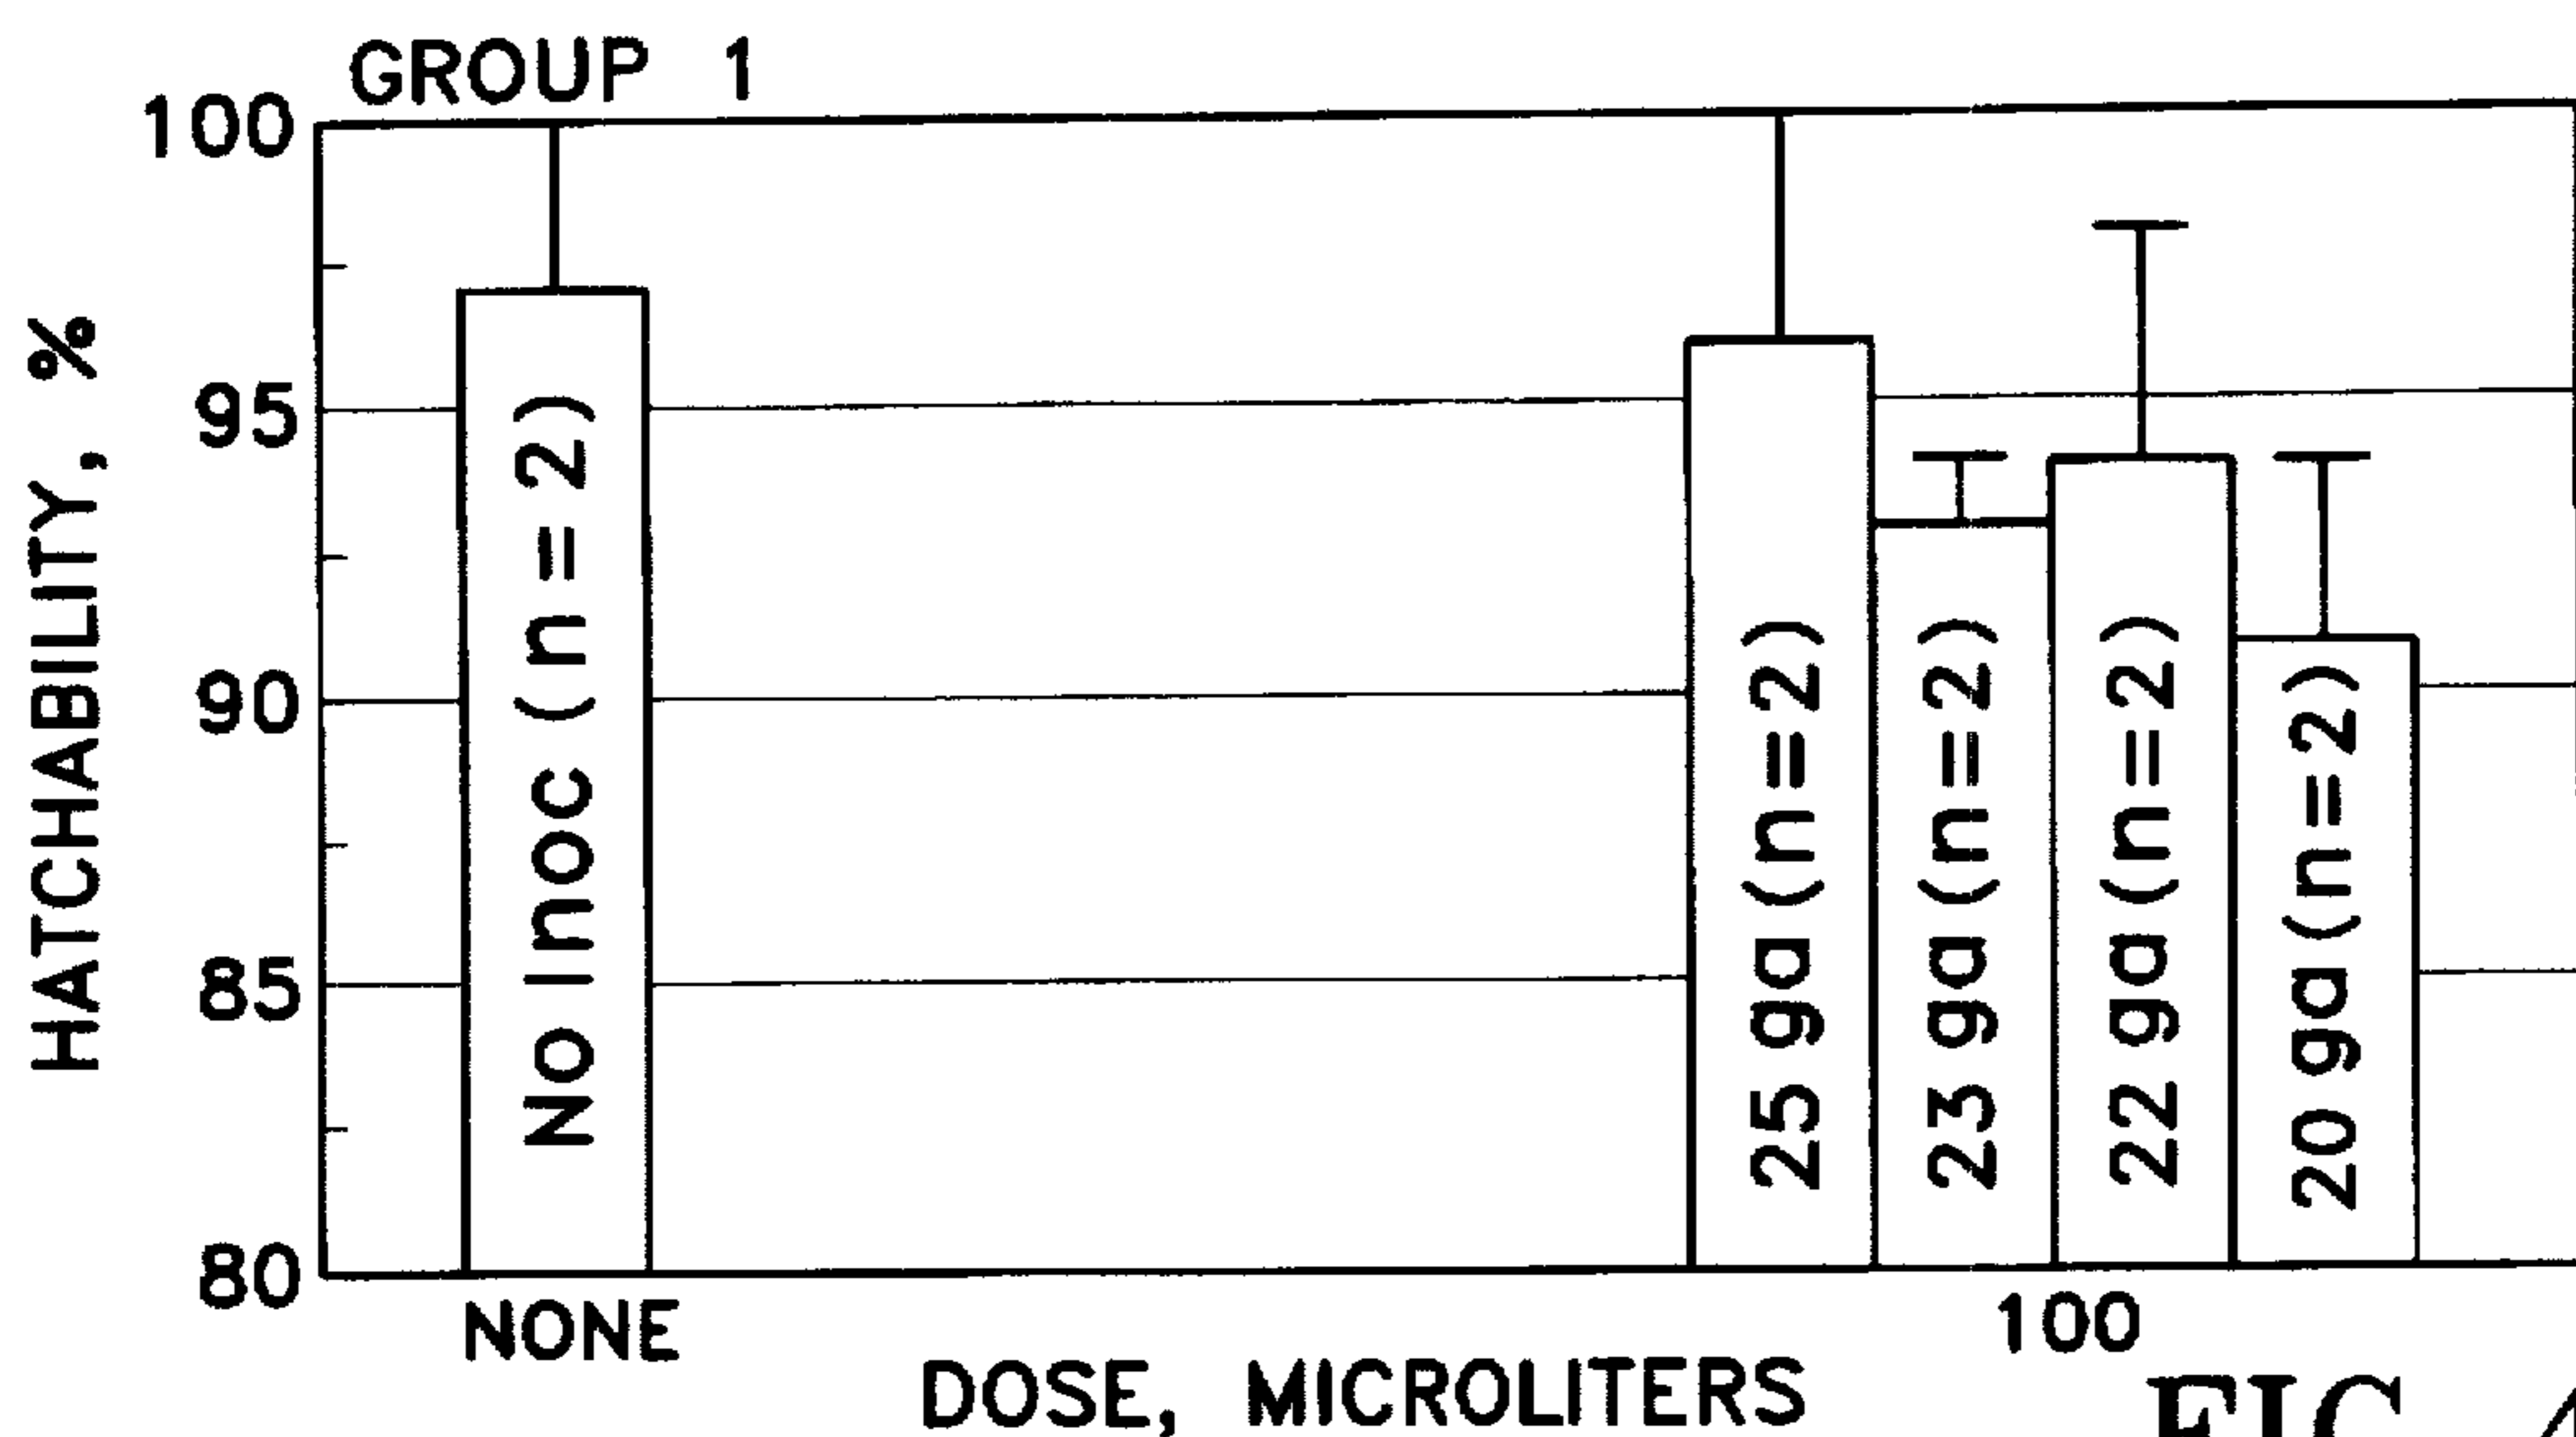 GROUP 1
100
95
90
85
80
HATCHABILITY, %
No Inoc (n=2)
25 ga (n=2)
23 ga (n=2)
22 ga (n=2)
20 ga (n=2)
NONE
100
DOSE, MICROLITERS